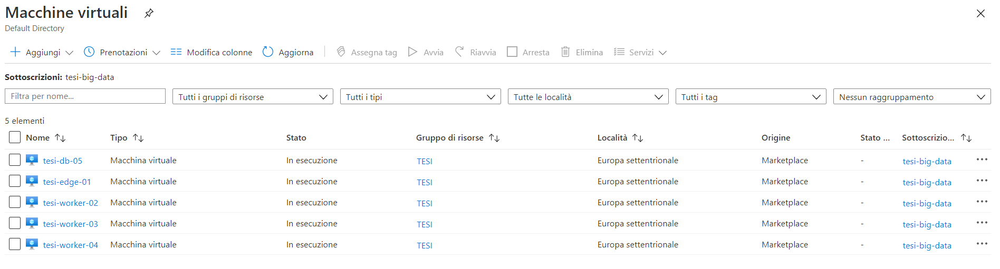 Macchine virtuali
Default Directory
Aggiungi Prenotazioni Modifica colonne Aggiorna Assegna tag Avvia Riavvia Arresta Elimina Servizi
Sottoscrizioni: tesi-big-data
Filtra per nome... Tutti i gruppi di risorse Tutti i tipi Tutte le località Tutti i tag Nessun raggruppamento
5 elementi
Nome Tipo Stato Gruppo di risorse Località Origine Stato ... Sottoscrizio...
tesi-db-05 Macchina virtuale In esecuzione TESI Europa settentrionale Marketplace - tesi-big-data
tesi-edge-01 Macchina virtuale In esecuzione TESI Europa settentrionale Marketplace - tesi-big-data
tesi-worker-02 Macchina virtuale In esecuzione TESI Europa settentrionale Marketplace - tesi-big-data
tesi-worker-03 Macchina virtuale In esecuzione TESI Europa settentrionale Marketplace - tesi-big-data
tesi-worker-04 Macchina virtuale In esecuzione TESI Europa settentrionale Marketplace - tesi-big-data